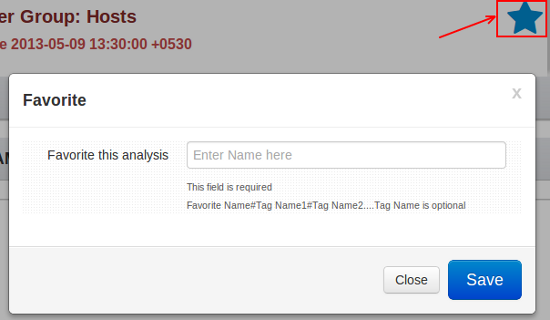 er Group: Hosts
e 2013-05-09 13:30:00 +0530
Favorite
x
Favorite this analysis
Enter Name here
This field is required
Favorite Name#Tag Name1#Tag Name2....Tag Name is optional
Close
Save